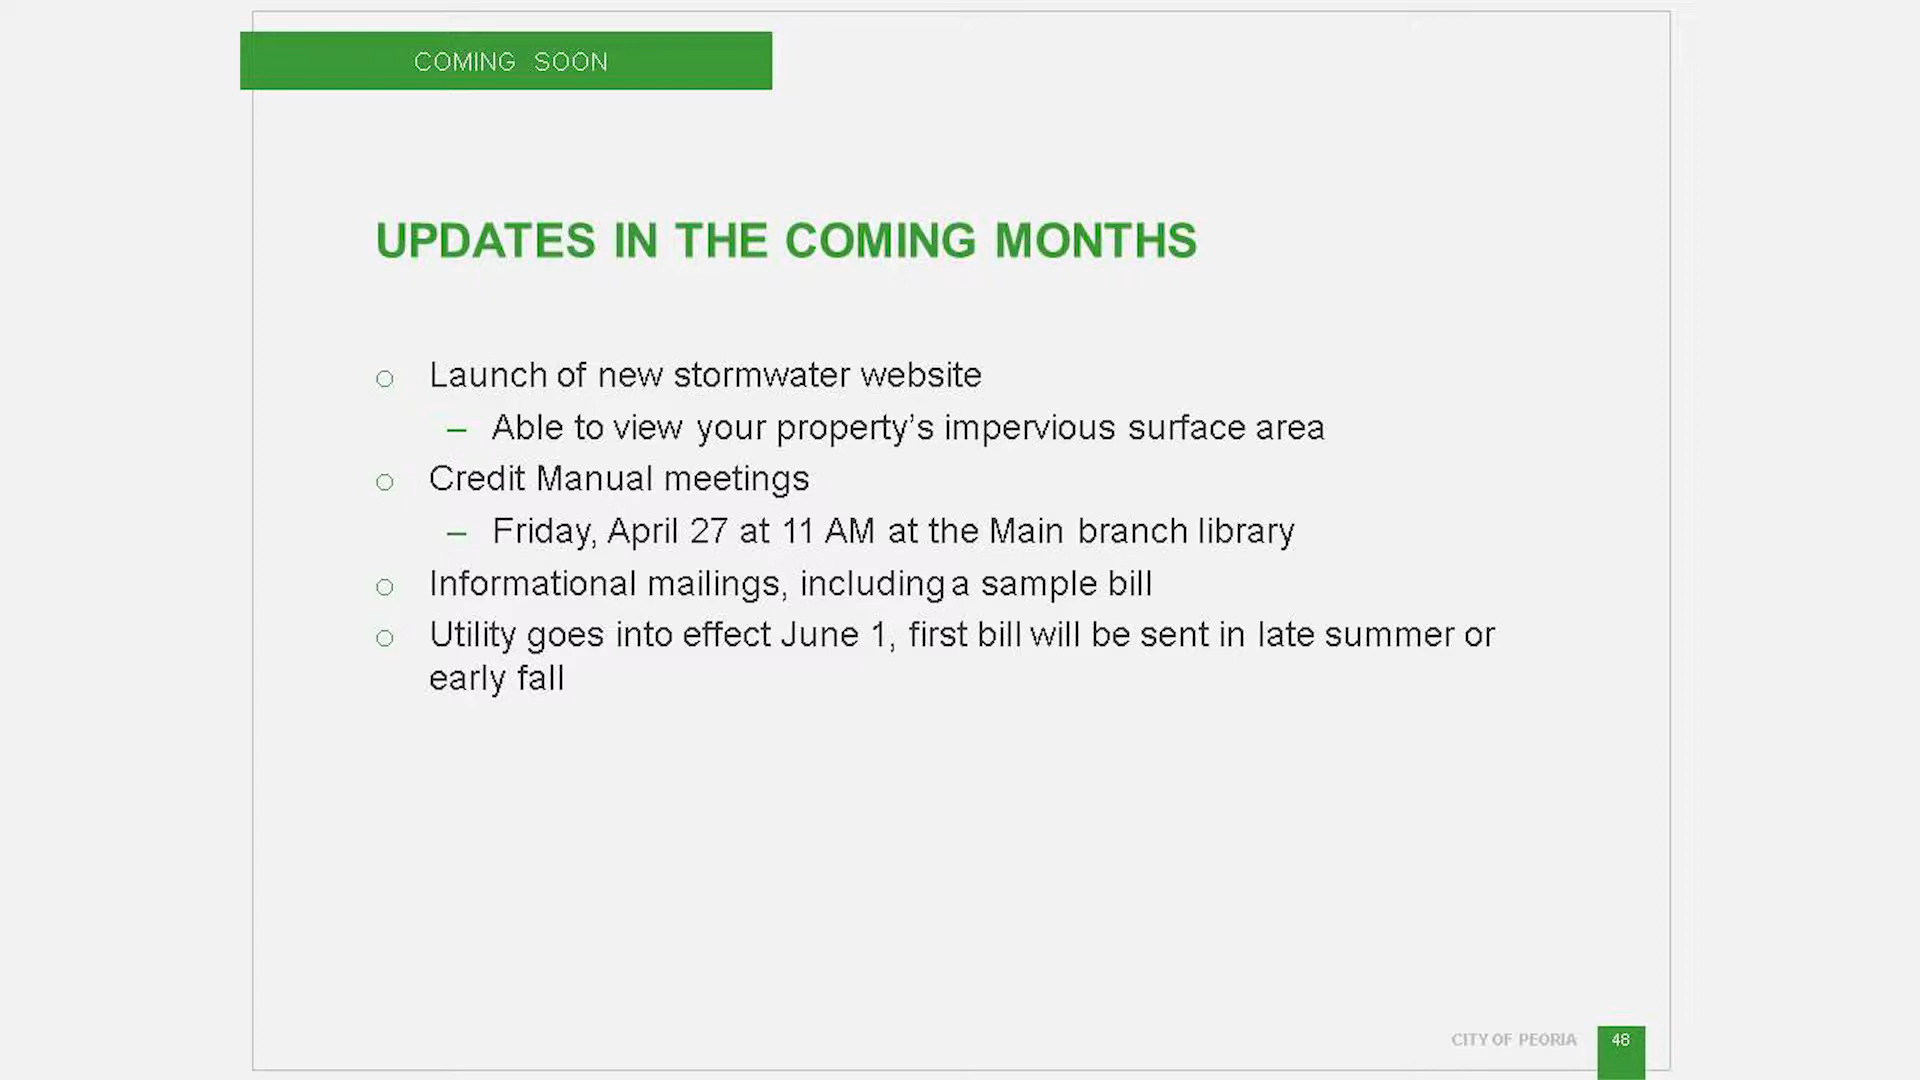 COMING SOON
UPDATES IN THE COMING MONTHS
○ Launch of new stormwater website
– Able to view your property’s impervious surface area
○ Credit Manual meetings
– Friday, April 27 at 11 AM at the Main branch library
○ Informational mailings, including a sample bill
○ Utility goes into effect June 1, first bill will be sent in late summer or
early fall
CITY OF PEORIA 48